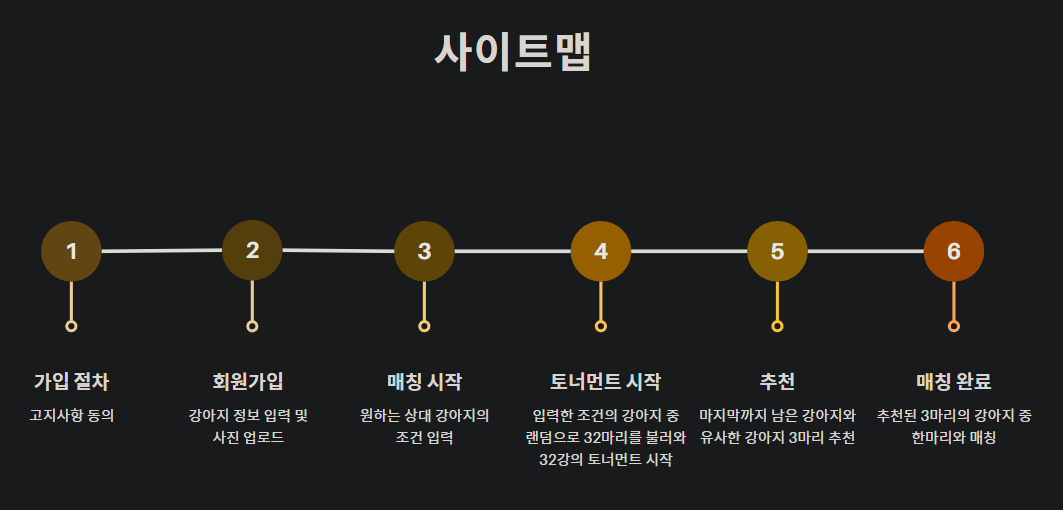 사이트맵
1
2
3
4
5
6
가입 절차
고지사항 동의
회원가입
강아지 정보 입력 및
사진 업로드
매칭 시작
원하는 상대 강아지의
조건 입력
토너먼트 시작
입력한 조건의 강아지 중
랜덤으로 32마리를 불러와
32강의 토너먼트 시작
추천
마지막까지 남은 강아지와
유사한 강아지 3마리 추천
매칭 완료
추천된 3마리의 강아지 중
한마리와 매칭